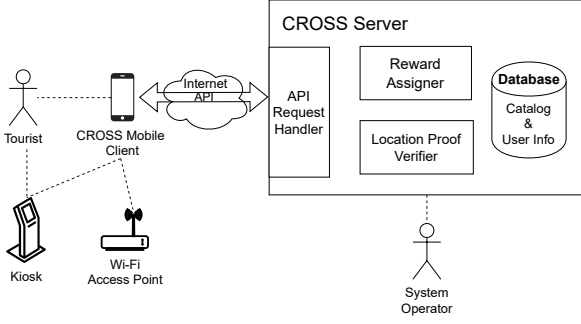 CROSS Server
Internet
API
API
Request
Handler
Reward
Assigner
Location Proof
Verifier
Database
Catalog
&
User Info
Tourist
CROSS Mobile
Client
Kiosk
Wi-Fi
Access Point
System
Operator